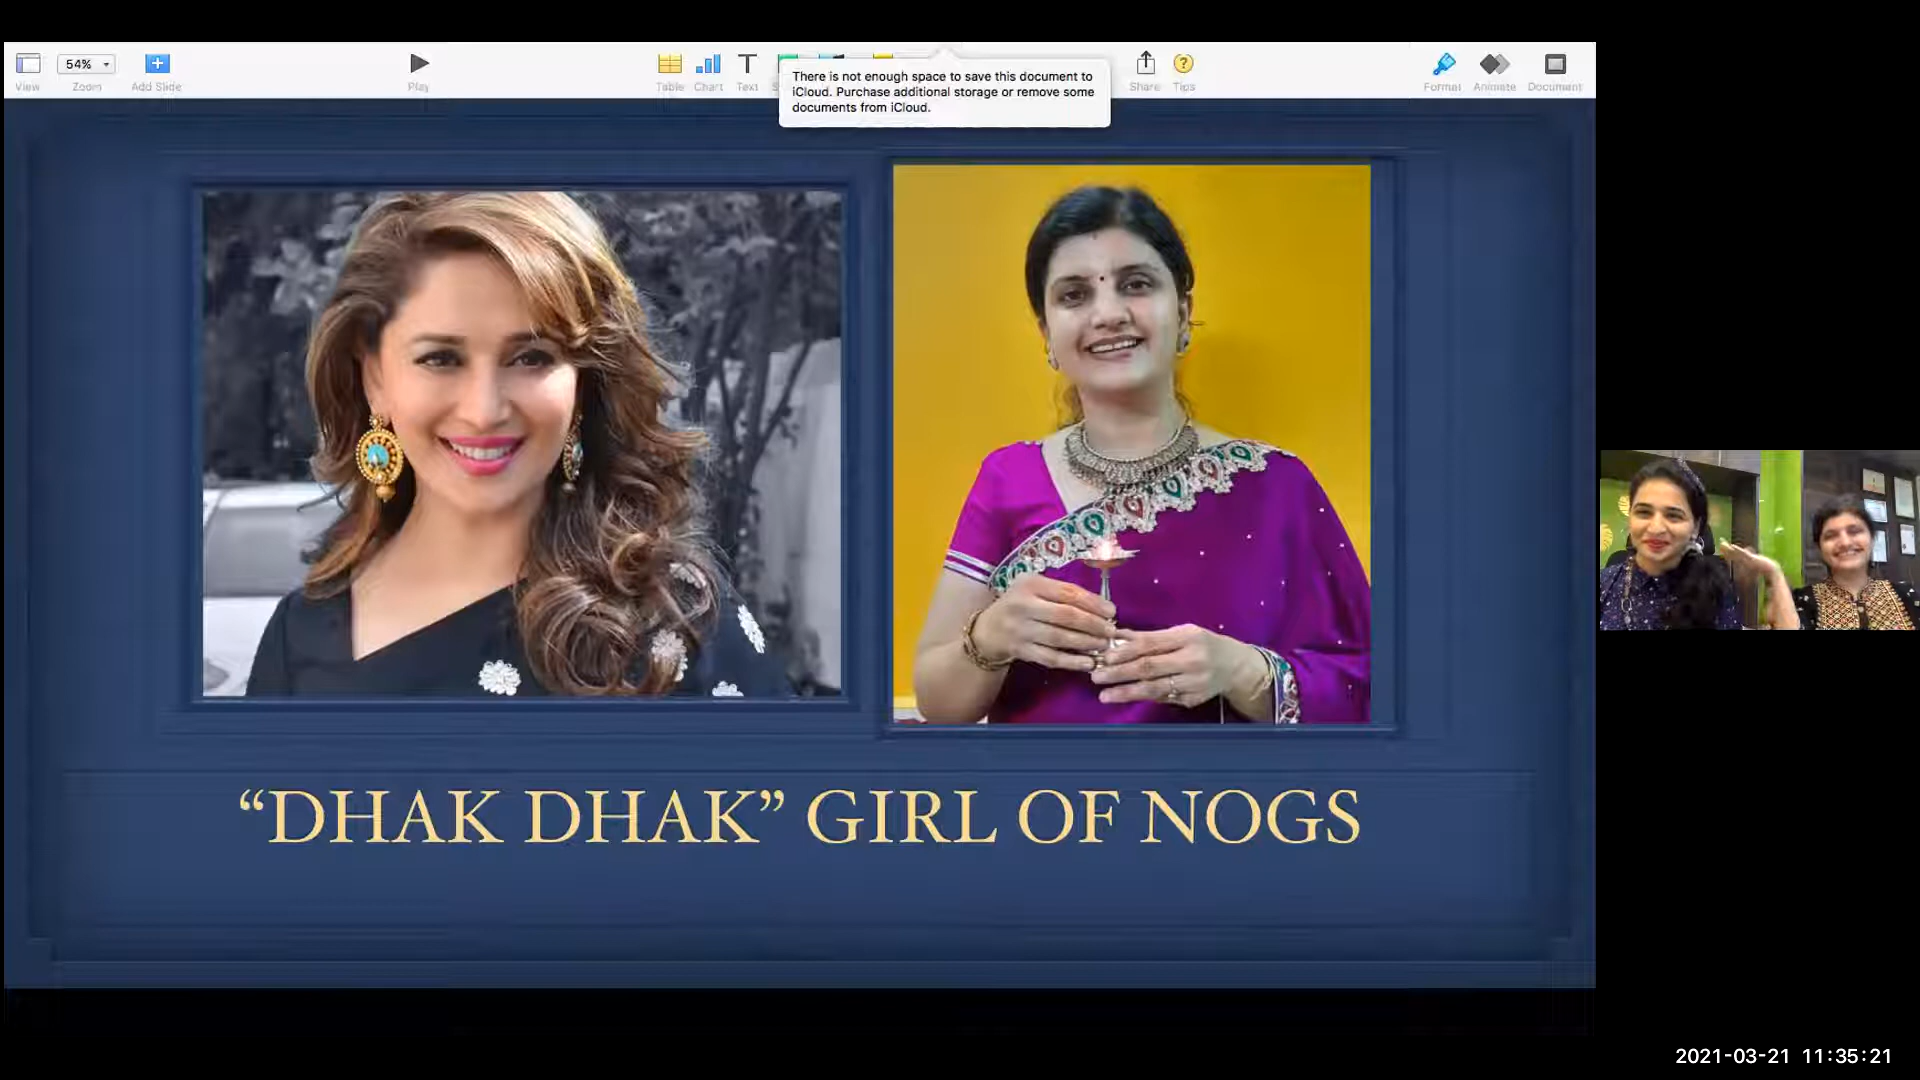 54%
View
Zoom
Add Slide
Play
Table
Chart
Text
There is not enough space to save this document to
iCloud. Purchase additional storage or remove some
documents from iCloud.
Share
Tips
Format
Animate
Document
“DHAK DHAK” GIRL OF NOGS
2021-03-21 11:35:21